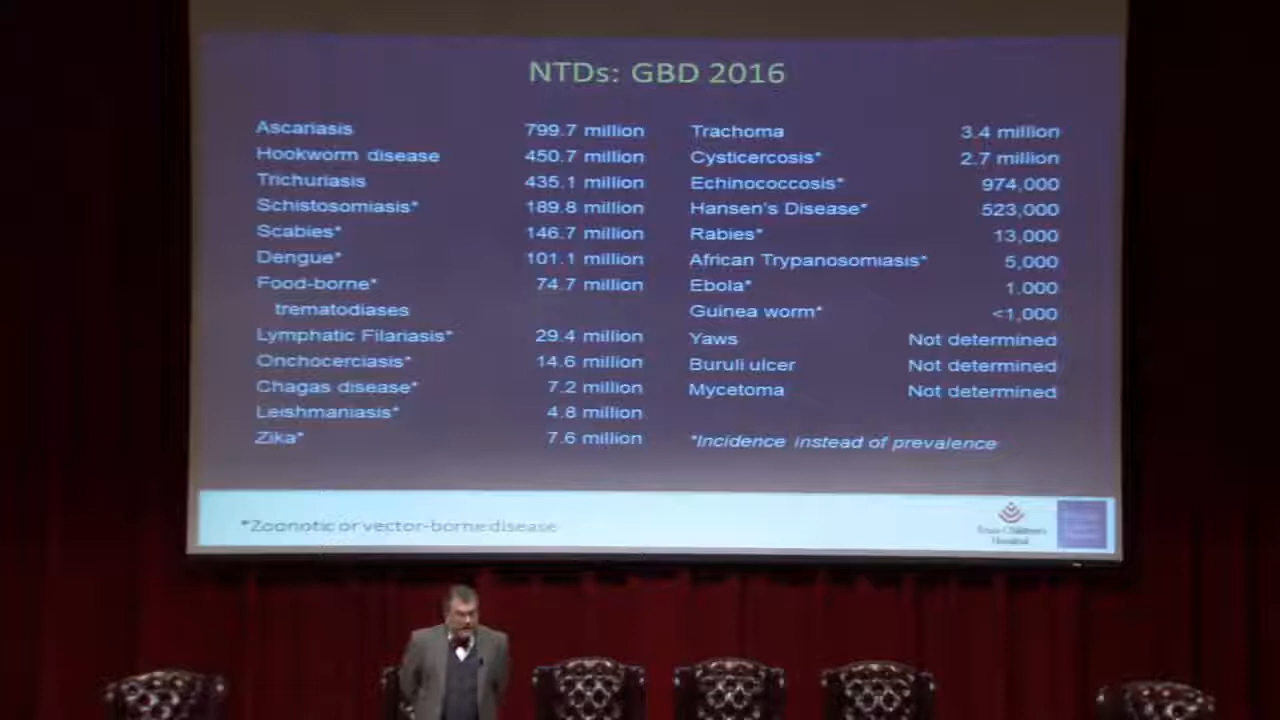 NTDs: GBD 2016
Ascariasis 799.7 million
Hookworm disease 450.7 million
Trichuriasis 435.1 million
Schistosomiasis* 189.8 million
Scabies* 146.7 million
Dengue* 101.1 million
Food-borne* 74.7 million
trematodiases
Lymphatic Filariasis* 29.4 million
Onchocerciasis* 14.6 million
Chagas disease* 7.2 million
Leishmaniasis* 4.8 million
Zika* 7.6 million
Trachoma 3.4 million
Cysticercosis* 2.7 million
Echinococcosis* 974,000
Hansen's Disease* 523,000
Rabies* 13,000
African Trypanosomiasis* 5,000
Ebola* 1.000
Guinea worm* <1,000
Yaws Not determined
Buruli ulcer Not determined
Mycetoma Not determined
*Incidence instead of prevalence
*Zoonotic or vector-borne disease
Texas Children's
Hospital